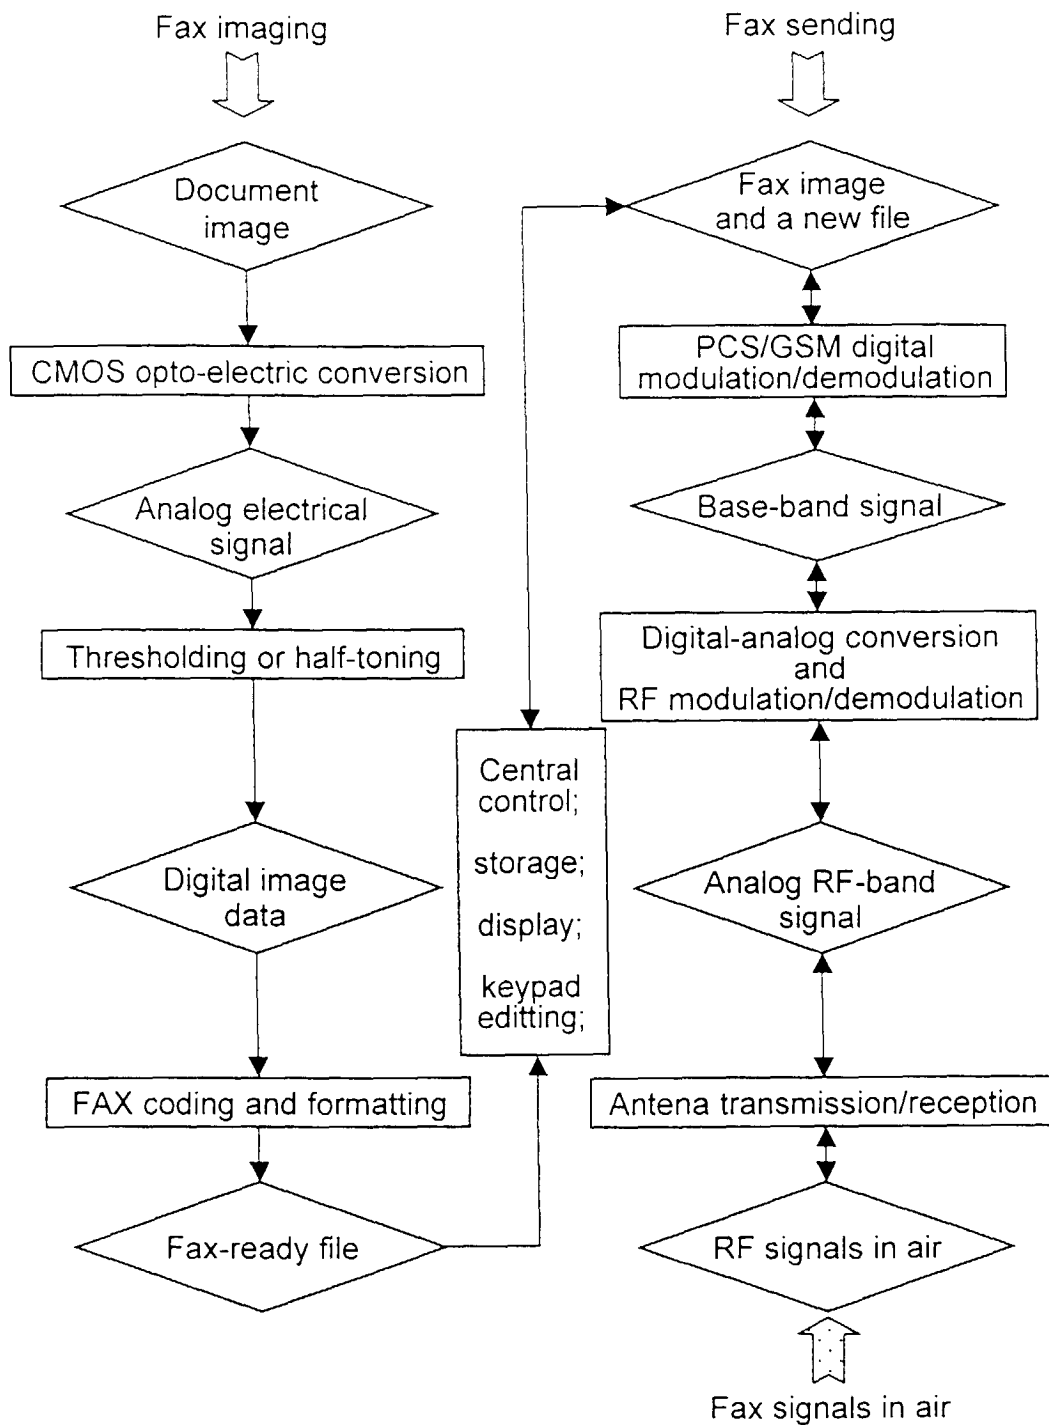 Fax imaging
Document
image
CMOS opto-electric conversion
Analog electrical
signal
Thresholding or half-toning
Digital image
data
FAX coding and formatting
Fax-ready file
Central
control;
storage;
display;
keypad
editting;
Fax sending
Fax image
and a new file
PCS/GSM digital
modulation/demodulation
Base-band signal
Digital-analog conversion
and
RF modulation/demodulation
Analog RF-band
signal
Antena transmission/reception
RF signals in air
Fax signals in air